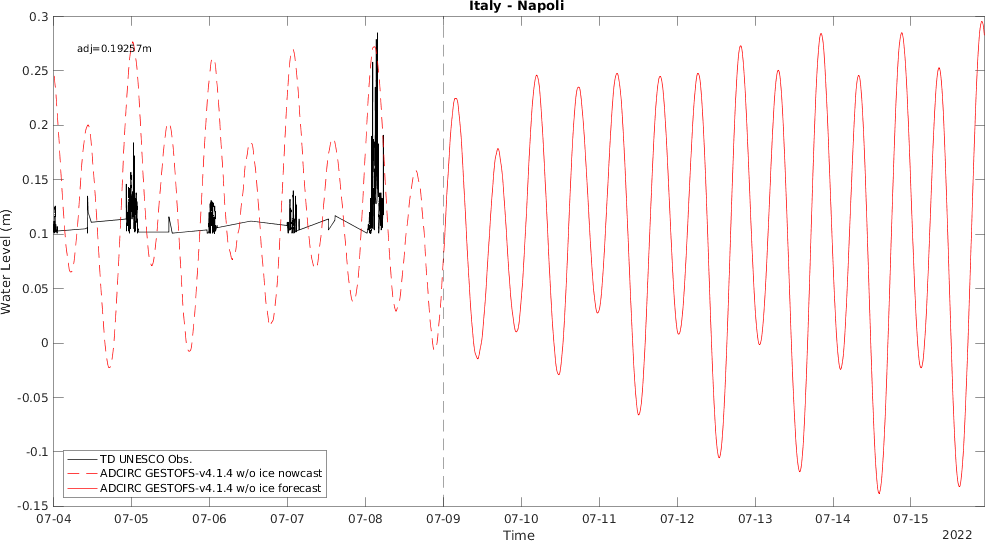 Italy - Napoli
0.3
adj=0.19257m
0.25
0.2
0.15
0.1
0.05
0
-0.05
-0.1
-0.15
Water Level (m)
TD UNESCO Obs.
ADCIRC GESTOFS-v4.1.4 w/o ice nowcast
ADCIRC GESTOFS-v4.1.4 w/o ice forecast
07-04 07-05 07-06 07-07 07-08 07-09 07-10 07-11 07-12 07-13 07-14 07-15
Time
2022